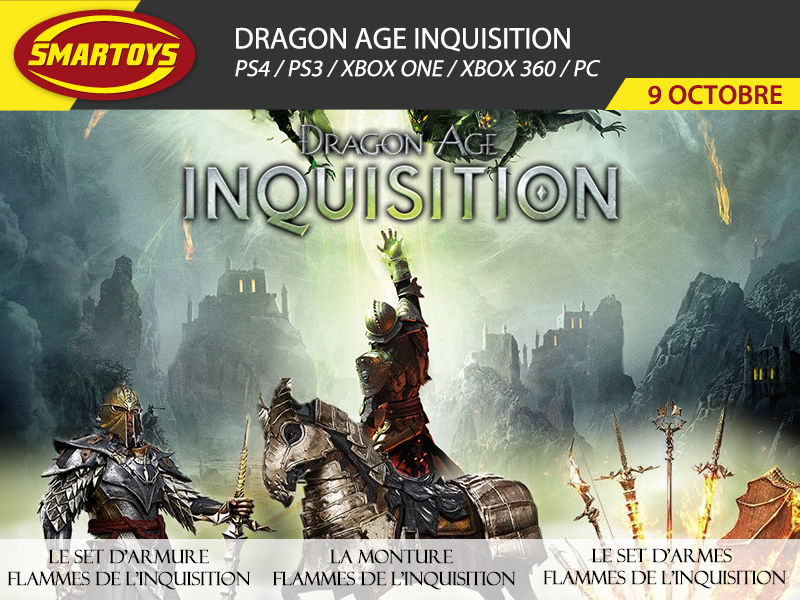 SMARTOYS
DRAGON AGE INQUISITION
PS4 / PS3 / XBOX ONE / XBOX 360 / PC
9 OCTOBRE
DRAGON AGE
INQUISITION
LE SET D'ARMURE
FLAMMES DE L'INQUISITION
LA MONTURE
FLAMMES DE L'INQUISITION
LE SET D'ARMES
FLAMMES DE L'INQUISITION